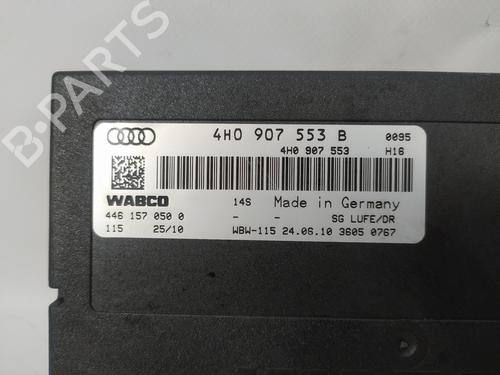 B-PARTS
4H0 907 553 B 0095
4H0 907 553 H16
WABCO 14S Made in Germany
446 157 050 0 - - SG LUFE/DR
115 25/10 WBW-115 24.06.10 3605 0767